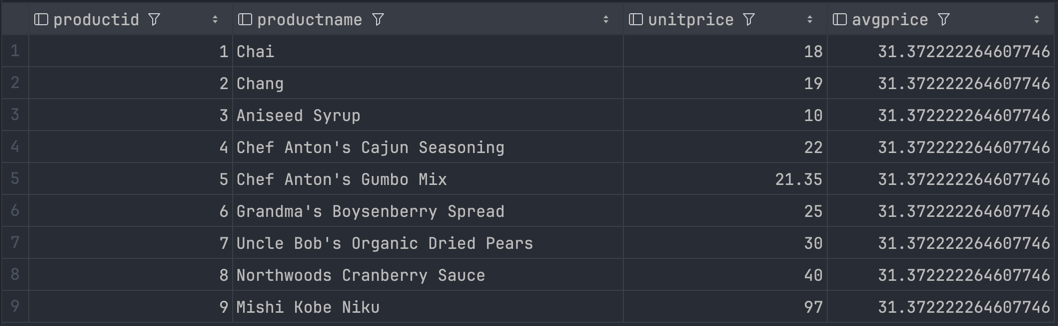 productid productname unitprice avgprice
1 1 Chai 18 31.372222264607746
2 2 Chang 19 31.372222264607746
3 3 Aniseed Syrup 10 31.372222264607746
4 4 Chef Anton's Cajun Seasoning 22 31.372222264607746
5 5 Chef Anton's Gumbo Mix 21.35 31.372222264607746
6 6 Grandma's Boysenberry Spread 25 31.372222264607746
7 7 Uncle Bob's Organic Dried Pears 30 31.372222264607746
8 8 Northwoods Cranberry Sauce 40 31.372222264607746
9 9 Mishi Kobe Niku 97 31.372222264607746